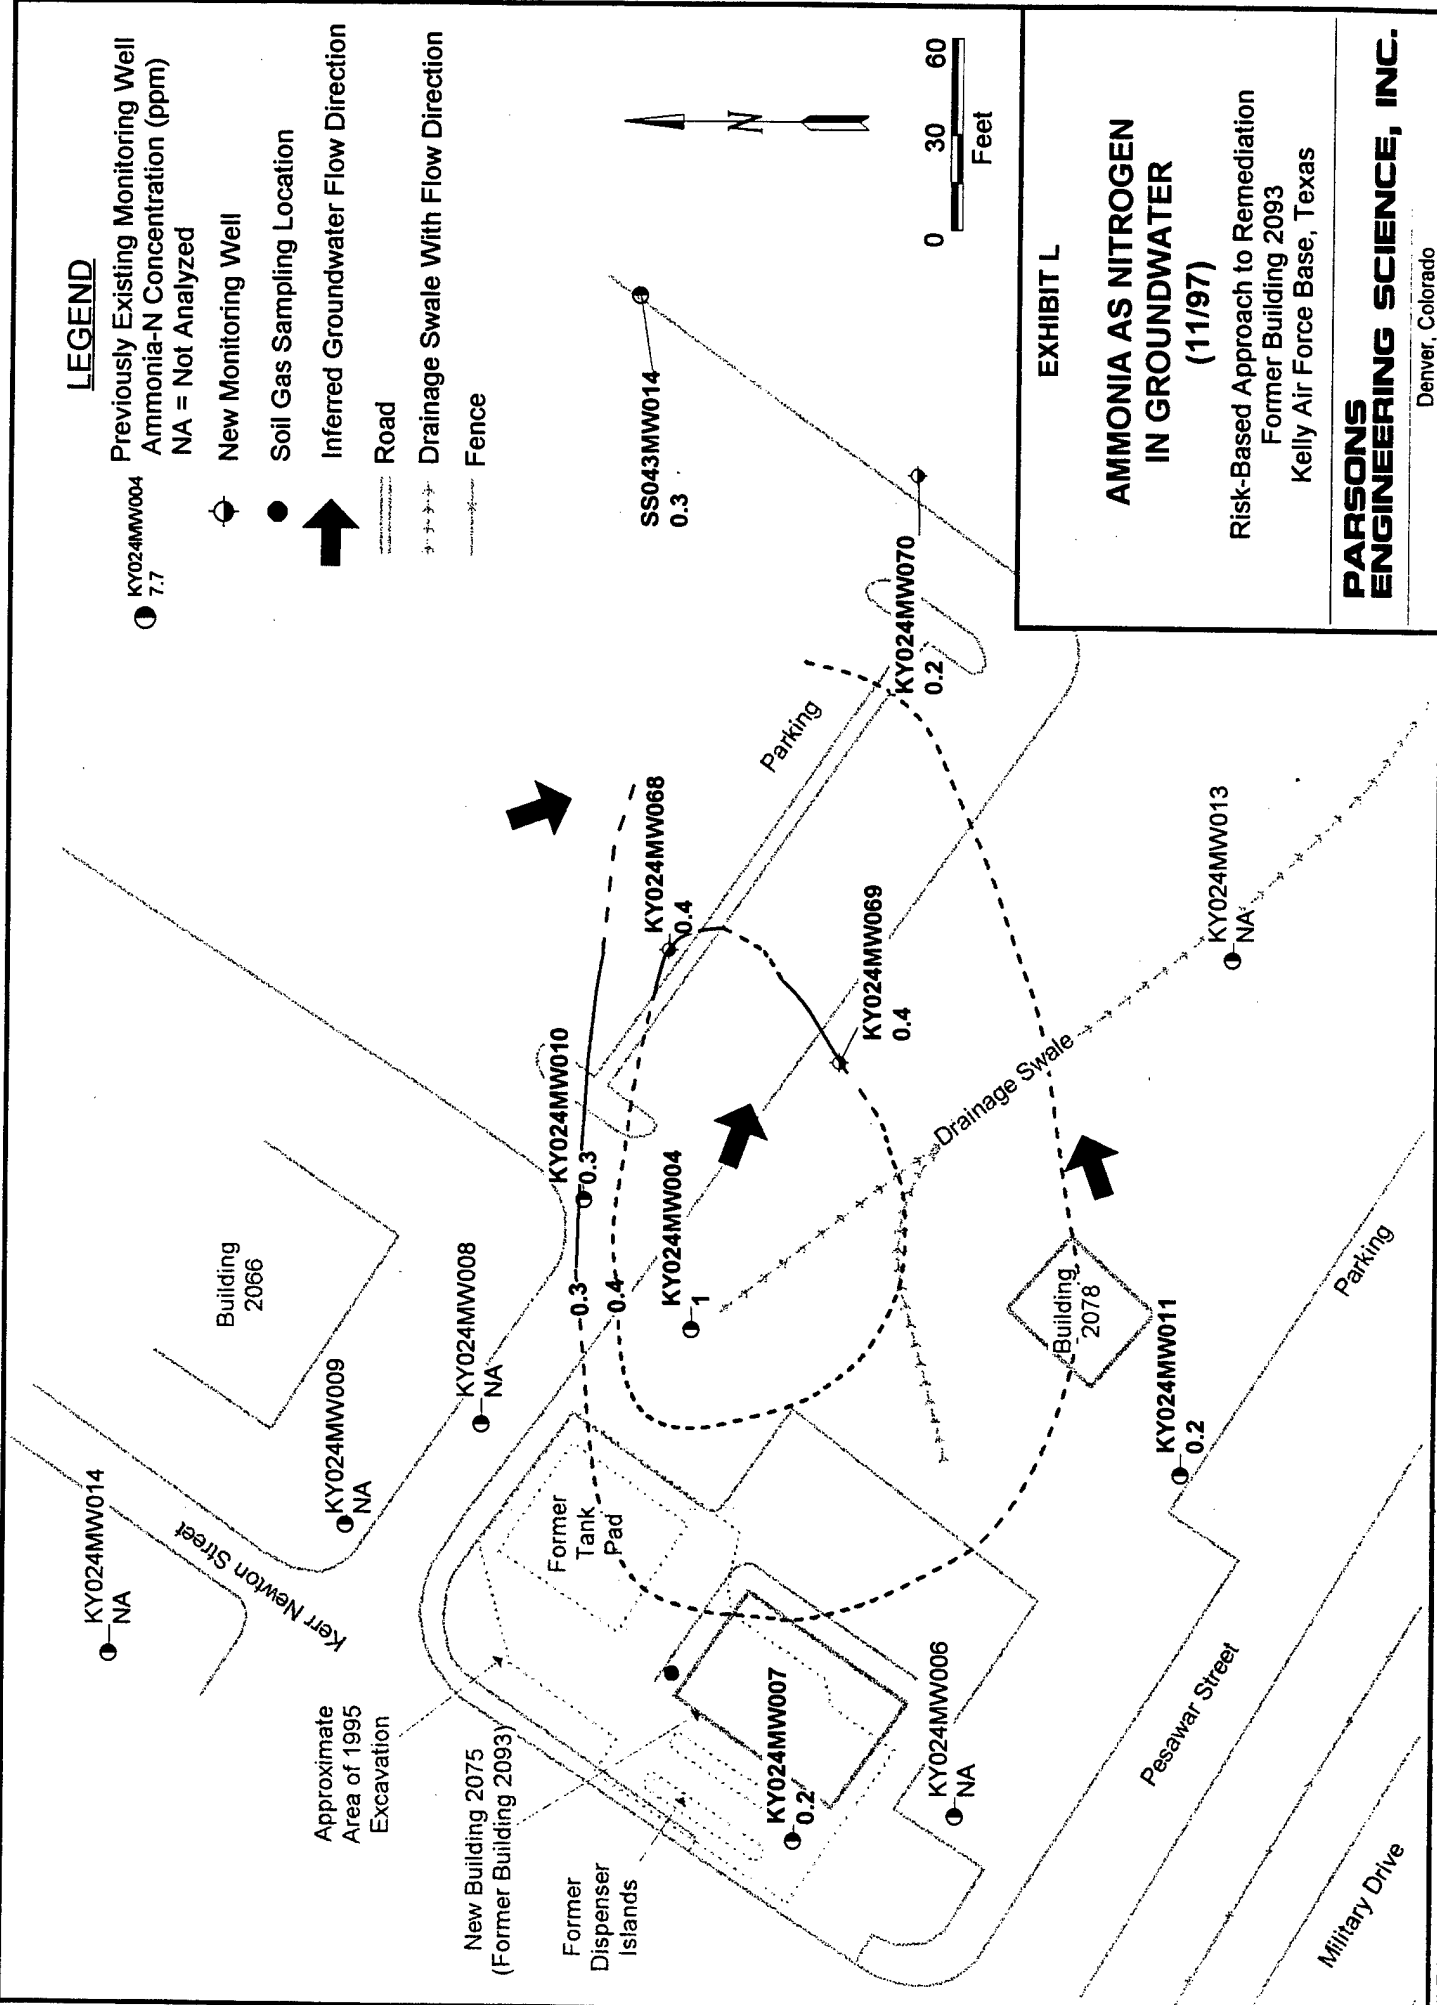 LEGEND
KY024MW004
7.7
Previously Existing Monitoring Well
Ammonia-N Concentration (ppm)
NA = Not Analyzed
New Monitoring Well
Soil Gas Sampling Location
Inferred Groundwater Flow Direction
Road
Drainage Swale With Flow Direction
Fence
N
0 30 60
Feet
KY024MW014
NA
Kerr Newton Street
KY024MW009
NA
Building
2066
KY024MW008
NA
Approximate
Area of 1995
Excavation
New Building 2075
(Former Building 2093)
Former
Dispenser
Islands
Former
Tank
Pad
KY024MW010
0.3
0.3
0.4
KY024MW004
1
KY024MW068
0.4
KY024MW069
0.4
SS043MW014
0.3
KY024MW070
0.2
Parking
KY024MW007
0.2
KY024MW006
NA
Drainage Swale
Building
2078
KY024MW011
0.2
KY024MW013
NA
Parking
Pesawar Street
Military Drive
EXHIBIT L
AMMONIA AS NITROGEN
IN GROUNDWATER
(11/97)
Risk-Based Approach to Remediation
Former Building 2093
Kelly Air Force Base, Texas
PARSONS
ENGINEERING SCIENCE, INC.
Denver, Colorado